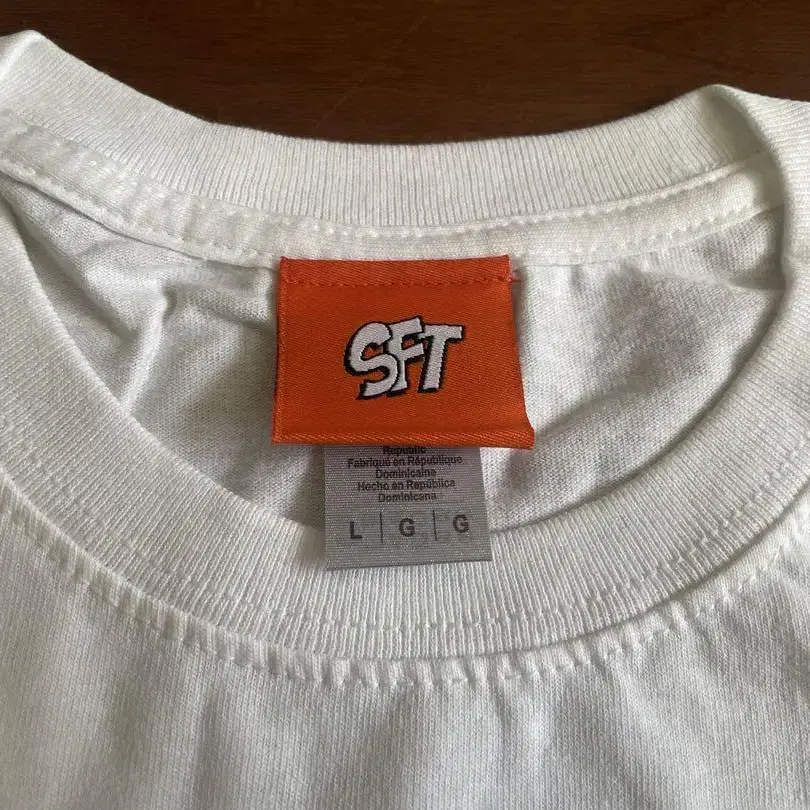 SFT
Republic
Fabriqué en République
Dominicaine
Hecho en República
Dominicana
L | G | G